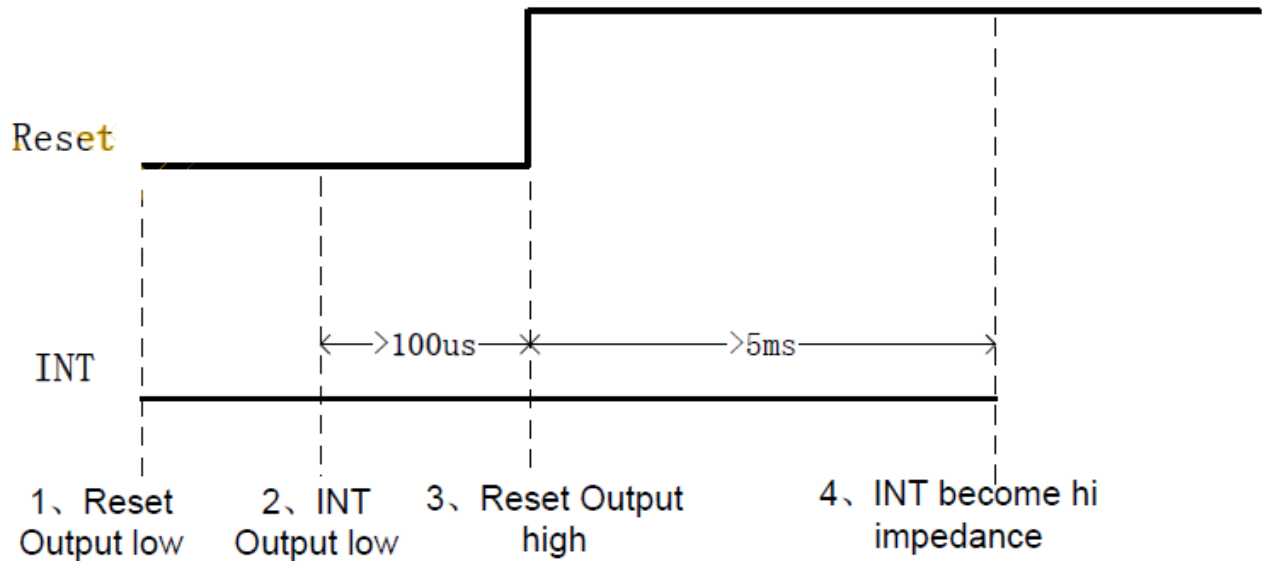 Reset
>100us
>5ms
INT
1、Reset
Output low
2、INT
Output low
3、Reset Output
high
4、INT become hi
impedance